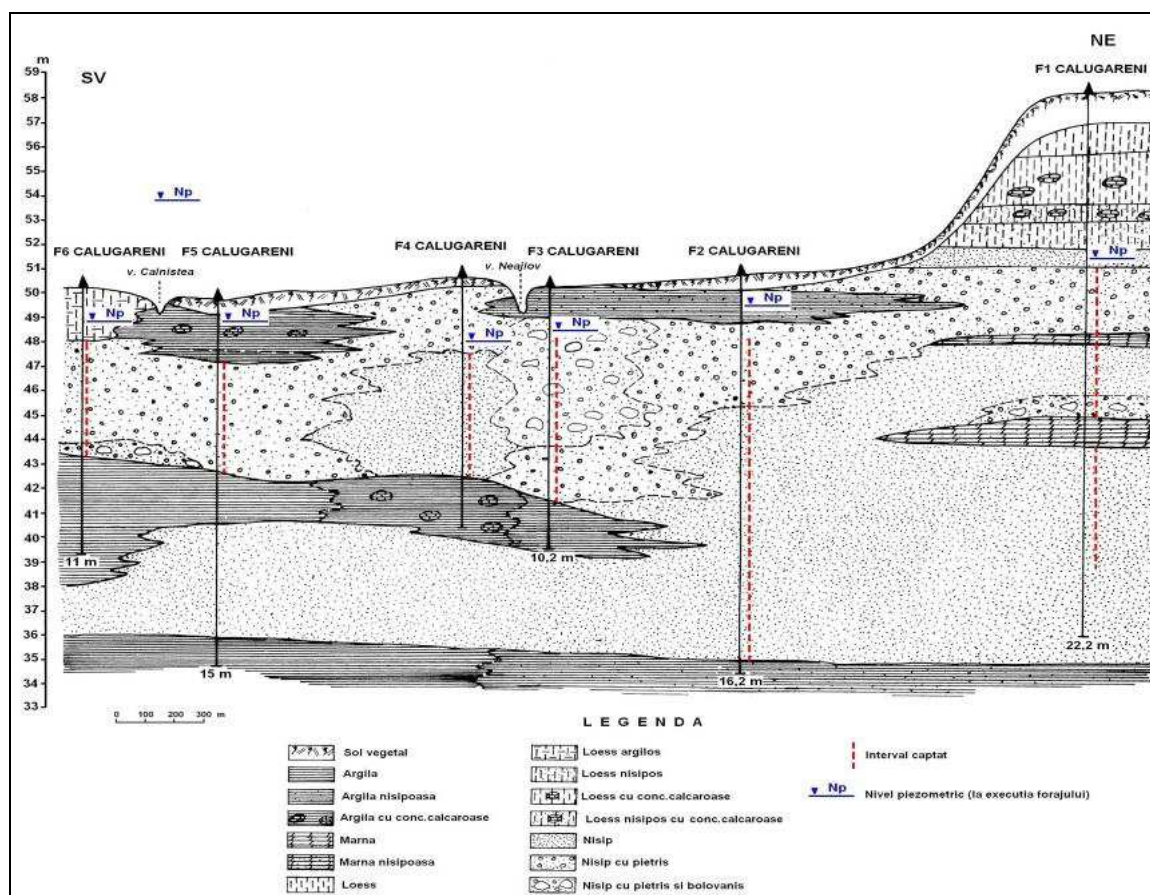 m
SV
NE
F1 CALUGARENI
59
58
57
56
55
54
53
52
51
50
49
48
47
46
45
44
43
42
41
40
39
38
37
36
35
34
33
Np
F6 CALUGARENI
v. Calnistea
F5 CALUGARENI
F4 CALUGARENI
v. Neajlov
F3 CALUGARENI
F2 CALUGARENI
Np
Np
Np
Np
Np
Np
11 m
15 m
10,2 m
16,2 m
22,2 m
0 100 200 300 m
LEGENDA
Sol vegetal
Argila
Argila nisipoasa
Argila cu conc.calcaroase
Marna
Marna nisipoasa
Loess
Loess argilos
Loess nisipos
Loess cu conc.calcaroase
Loess nisipos cu conc.calcaroase
Nisip
Nisip cu pietris
Nisip cu pietris si bolovanis
Interval captat
Np Nivel piezometric (la executia forajului)